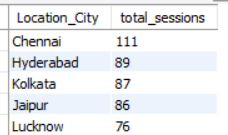 Location_City total_sessions
Chennai 111
Hyderabad 89
Kolkata 87
Jaipur 86
Lucknow 76